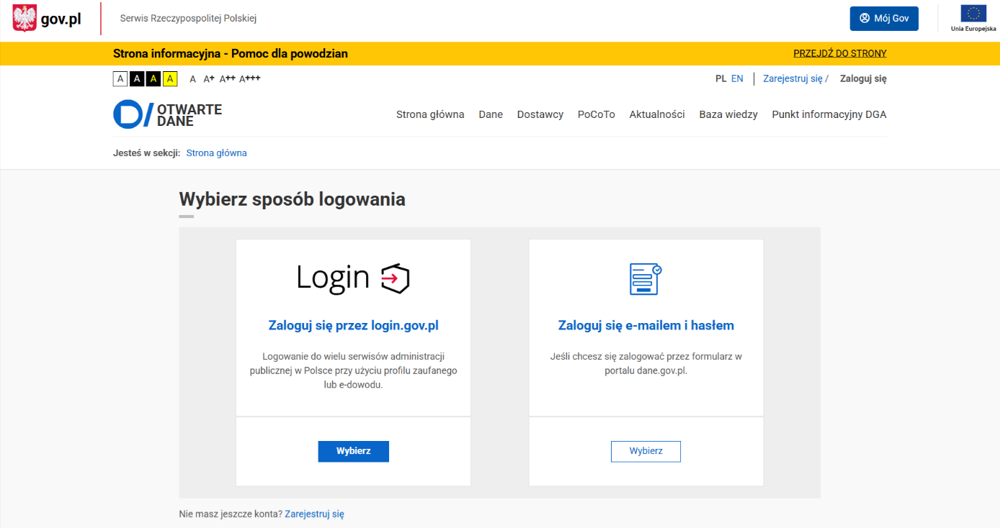 gov.pl
Serwis Rzeczypospolitej Polskiej
Mój Gov
Unia Europejska
Strona informacyjna - Pomoc dla powodzian
PRZEJDŹ DO STRONY
A A A A A A+ A++ A+++
PL EN Zarejestruj się / Zaloguj się
OTWARTE
DANE
Strona główna Dane Dostawcy PoCoTo Aktualności Baza wiedzy Punkt informacyjny DGA
Jesteś w sekcji: Strona główna
Wybierz sposób logowania
Login
Zaloguj się przez login.gov.pl
Logowanie do wielu serwisów administracji
publicznej w Polsce przy użyciu profilu zaufanego
lub e-dowodu.
Wybierz
Zaloguj się e-mailem i hasłem
Jeśli chcesz się zalogować przez formularz w
portalu dane.gov.pl.
Wybierz
Nie masz jeszcze konta? Zarejestruj się